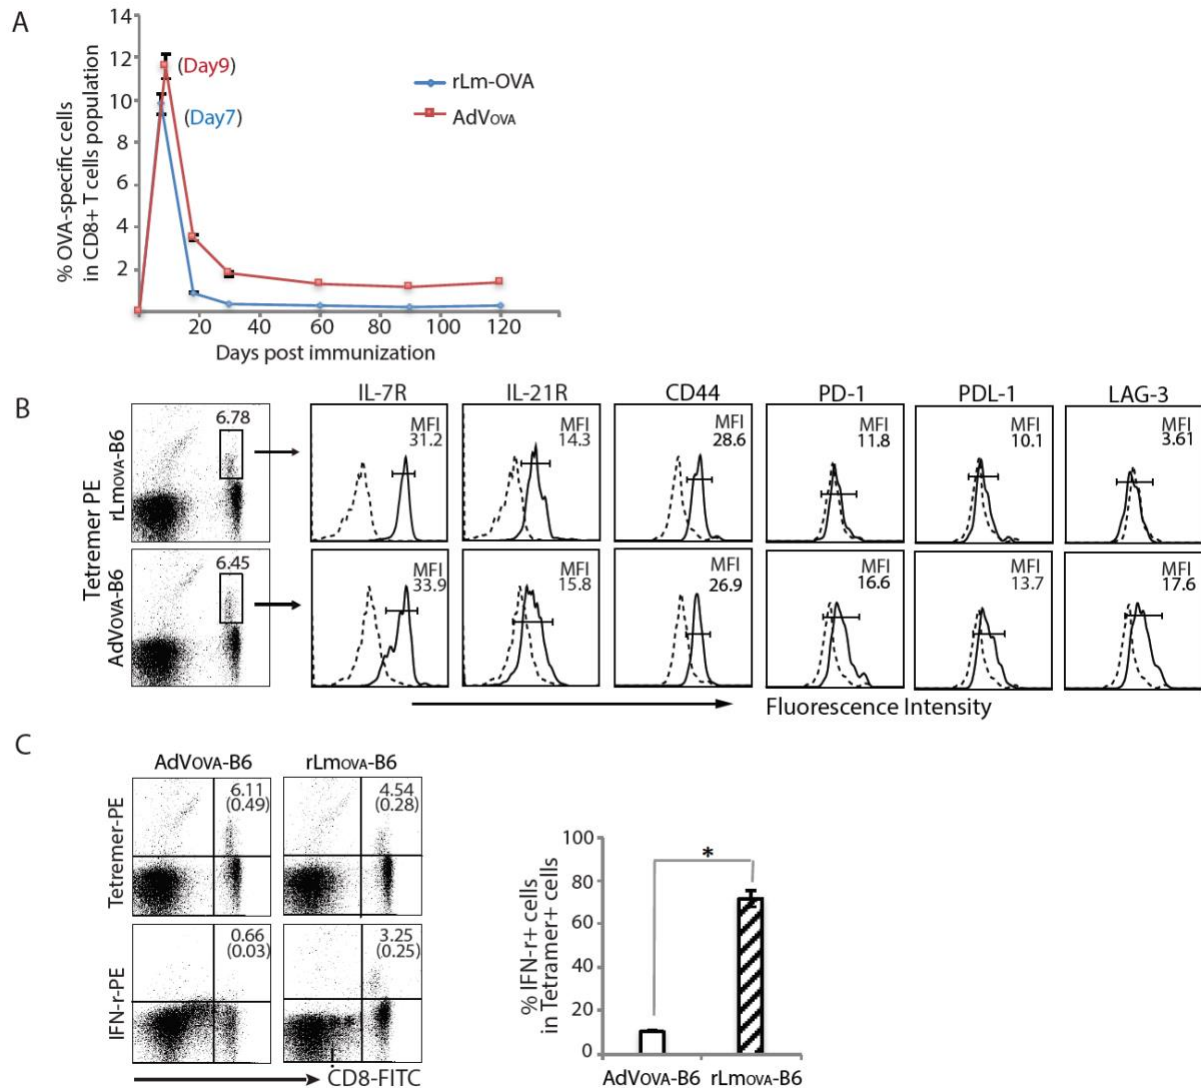 A
14
12
10
8
6
4
2
% OVA-specific cells
in CD8+ T cells population
(Day9)
(Day7)
rLm-OVA
AdVOVA
20 40 60 80 100 120
Days post immunization
B
IL-7R IL-21R CD44 PD-1 PDL-1 LAG-3
Tetremer PE
rLmOVA-B6
6.78
MFI MFI MFI MFI MFI MFI
31.2 14.3 28.6 11.8 10.1 3.61
AdVOVA-B6
6.45
MFI MFI MFI MFI MFI MFI
33.9 15.8 26.9 16.6 13.7 17.6
Fluorescence Intensity
C
AdVOVA-B6 rLmOVA-B6
Tetremer-PE
6.11 4.54
(0.49) (0.28)
IFN-r-PE
0.66 3.25
(0.03) (0.25)
CD8-FITC
% IFN-r+ cells
in Tetramer+ cells
100
80
60
40
20
0
*
AdVOVA-B6 rLmOVA-B6